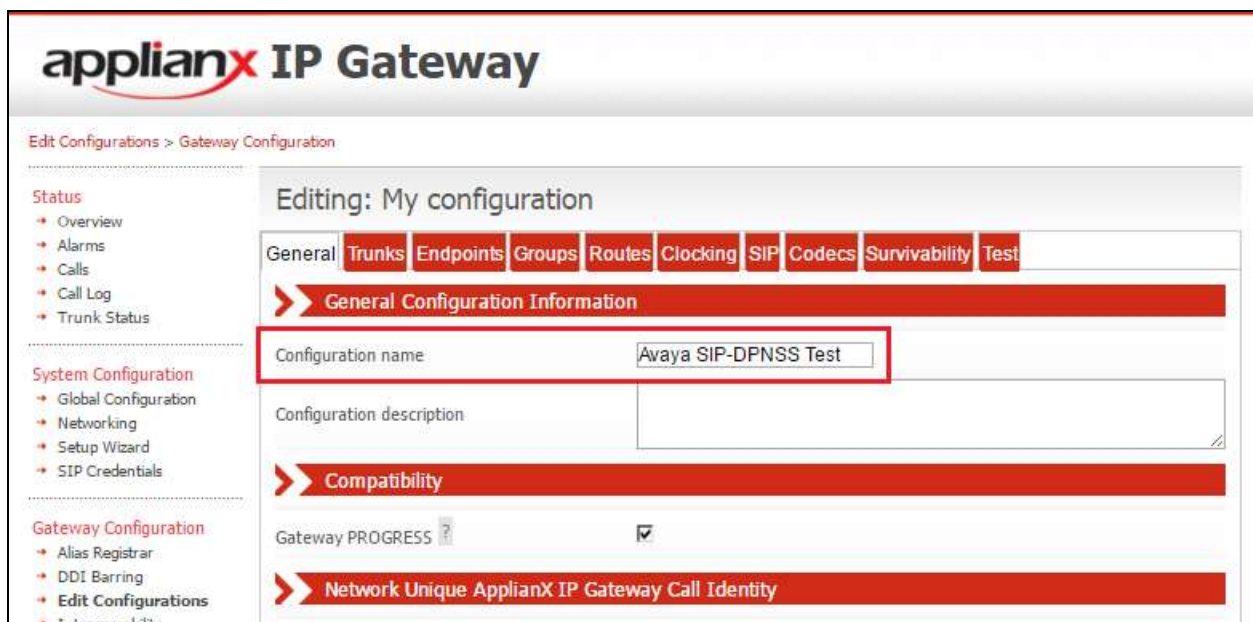 applianx IP Gateway
Edit Configurations > Gateway Configuration
Status
Overview
Alarms
Calls
Call Log
Trunk Status
System Configuration
Global Configuration
Networking
Setup Wizard
SIP Credentials
Gateway Configuration
Alias Registrar
DDI Barring
Edit Configurations
Editing: My configuration
General Trunks Endpoints Groups Routes Clocking SIP Codecs Survivability Test
General Configuration Information
Configuration name Avaya SIP-DPNSS Test
Configuration description
Compatibility
Gateway PROGRESS ?
Network Unique ApplianX IP Gateway Call Identity